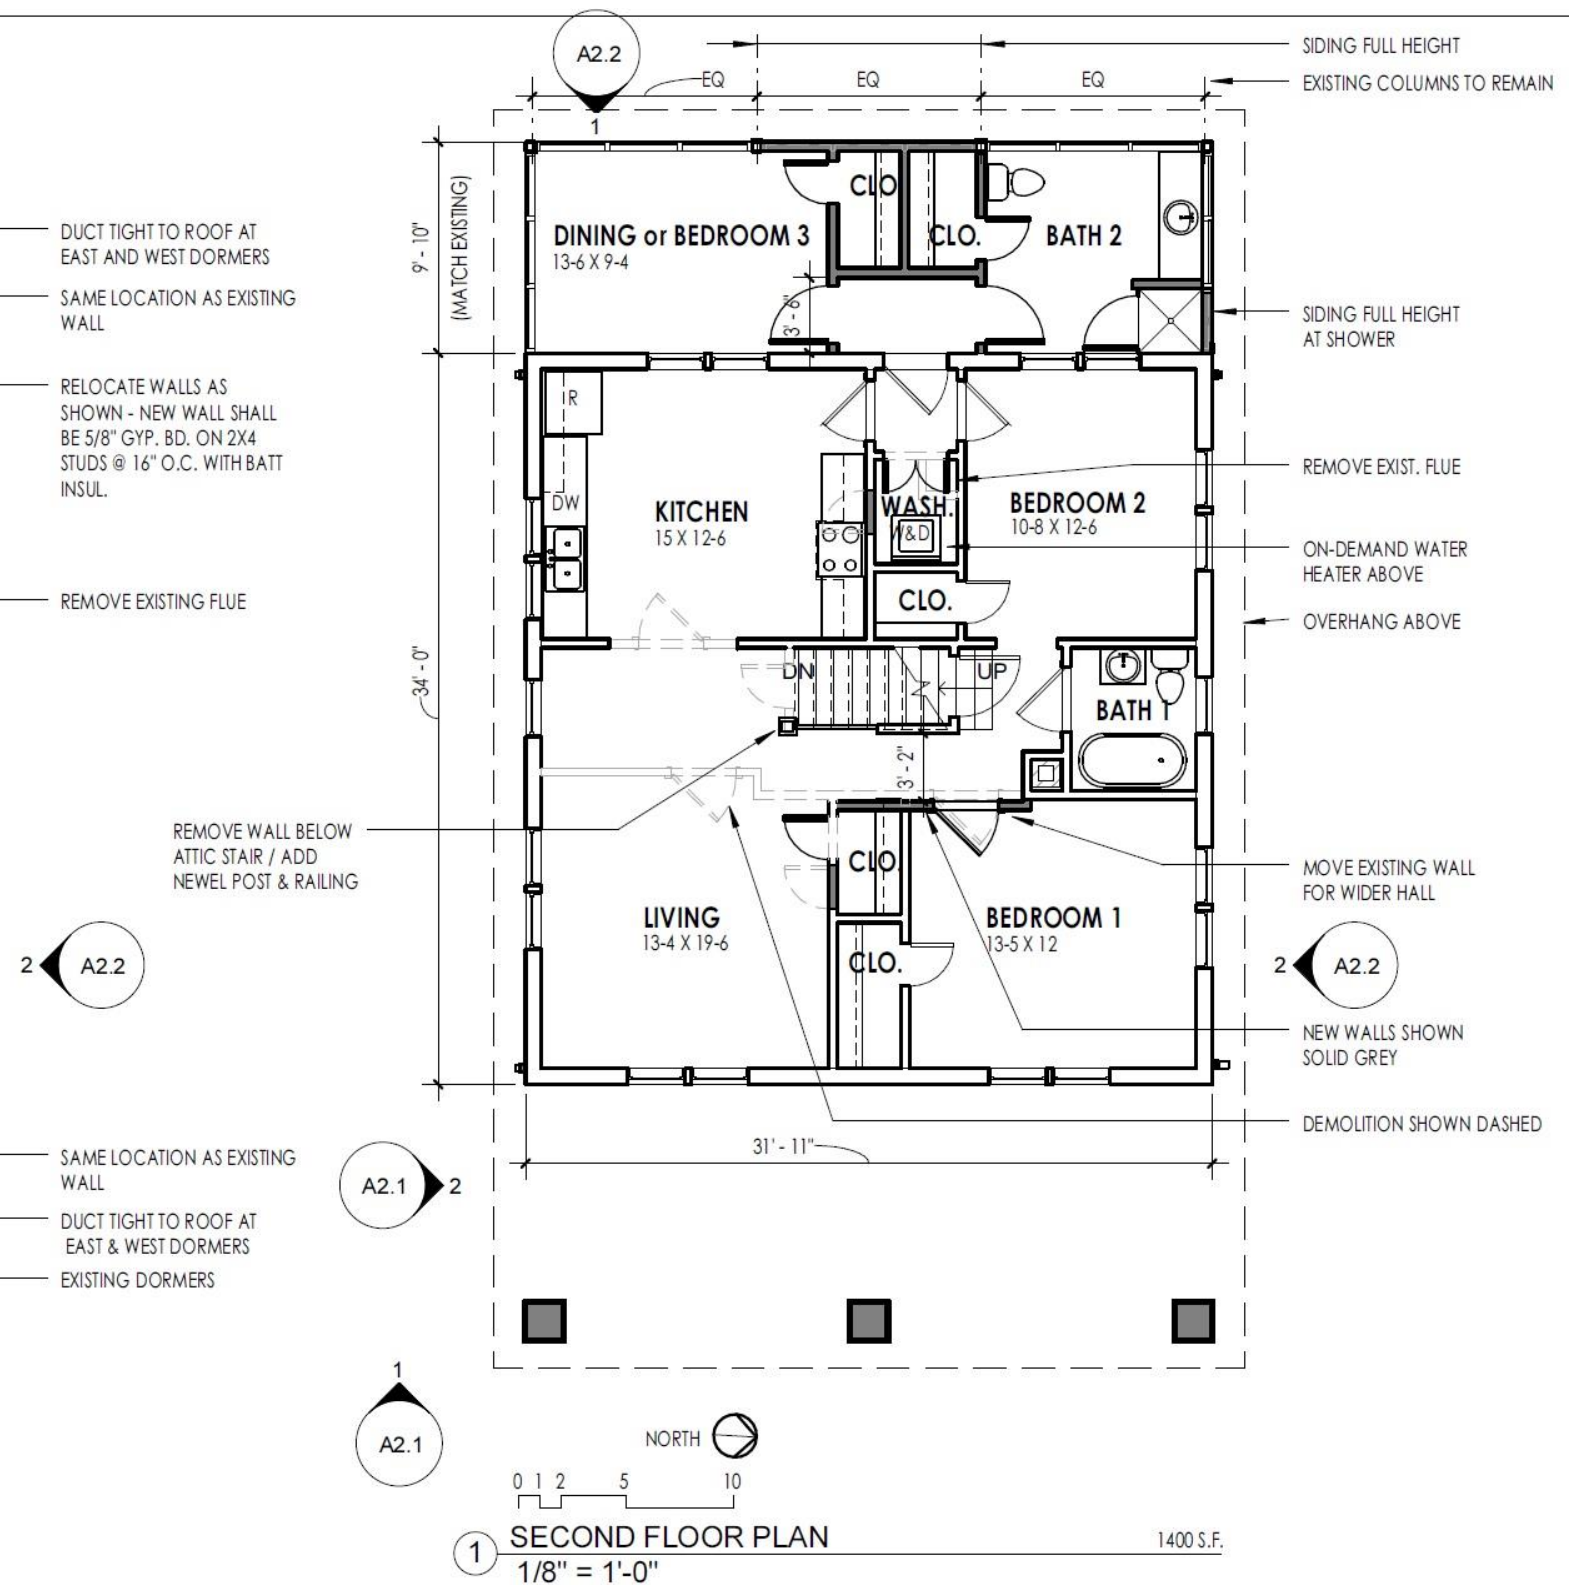 A2.2
1
SIDING FULL HEIGHT
EQ
EQ
EQ
EXISTING COLUMNS TO REMAIN
9' - 10"
(MATCH EXISTING)
DUCT TIGHT TO ROOF AT
EAST AND WEST DORMERS
SAME LOCATION AS EXISTING
WALL
RELOCATE WALLS AS
SHOWN - NEW WALL SHALL
BE 5/8" GYP. BD. ON 2X4
STUDS @ 16" O.C. WITH BATT
INSUL.
REMOVE EXISTING FLUE
CLO
CLO.
DINING or BEDROOM 3
13-6 X 9-4
BATH 2
3' - 6"
SIDING FULL HEIGHT
AT SHOWER
R
DW
KITCHEN
15 X 12-6
WASH.
W&D
BEDROOM 2
10-8 X 12-6
CLO.
REMOVE EXIST. FLUE
ON-DEMAND WATER
HEATER ABOVE
OVERHANG ABOVE
34' - 0"
DN
UP
BATH 1
3' - 2"
REMOVE WALL BELOW
ATTIC STAIR / ADD
NEWEL POST & RAILING
CLO.
MOVE EXISTING WALL
FOR WIDER HALL
LIVING
13-4 X 19-6
BEDROOM 1
13-5 X 12
CLO.
2
A2.2
2
A2.2
NEW WALLS SHOWN
SOLID GREY
DEMOLITION SHOWN DASHED
31' - 11"
SAME LOCATION AS EXISTING
WALL
DUCT TIGHT TO ROOF AT
EAST & WEST DORMERS
EXISTING DORMERS
A2.1
2
1
A2.1
NORTH
0 1 2 5 10
1
SECOND FLOOR PLAN
1400 S.F.
1/8" = 1'-0"